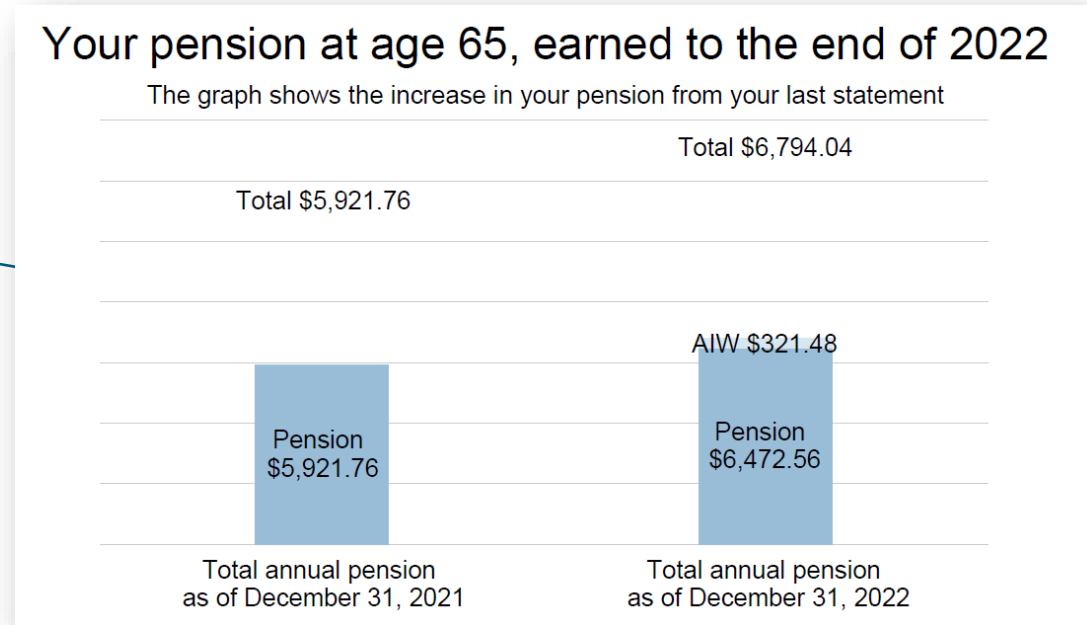 Your pension at age 65, earned to the end of 2022
The graph shows the increase in your pension from your last statement
Total $5,921.76
Total $6,794.04
Pension
$5,921.76
AIW $321.48
Pension
$6,472.56
Total annual pension
as of December 31, 2021
Total annual pension
as of December 31, 2022